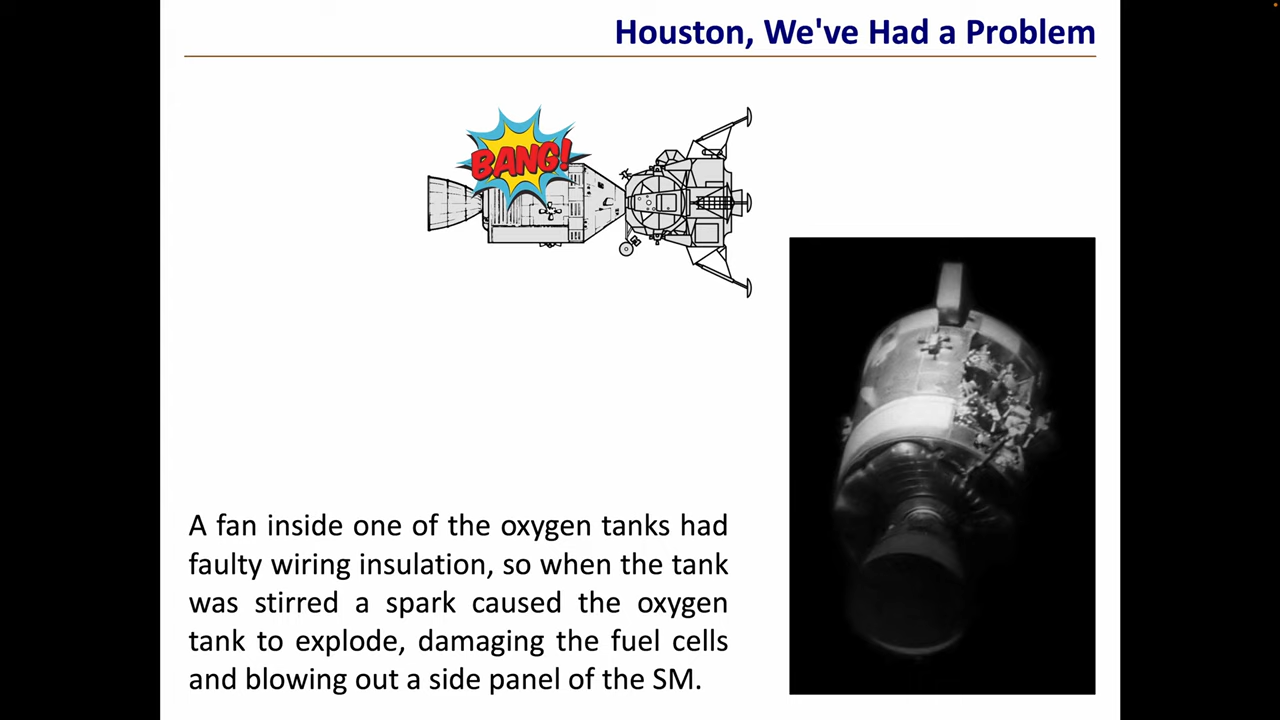 Houston, We've Had a Problem
BANG!
A fan inside one of the oxygen tanks had
faulty wiring insulation, so when the tank
was stirred a spark caused the oxygen
tank to explode, damaging the fuel cells
and blowing out a side panel of the SM.